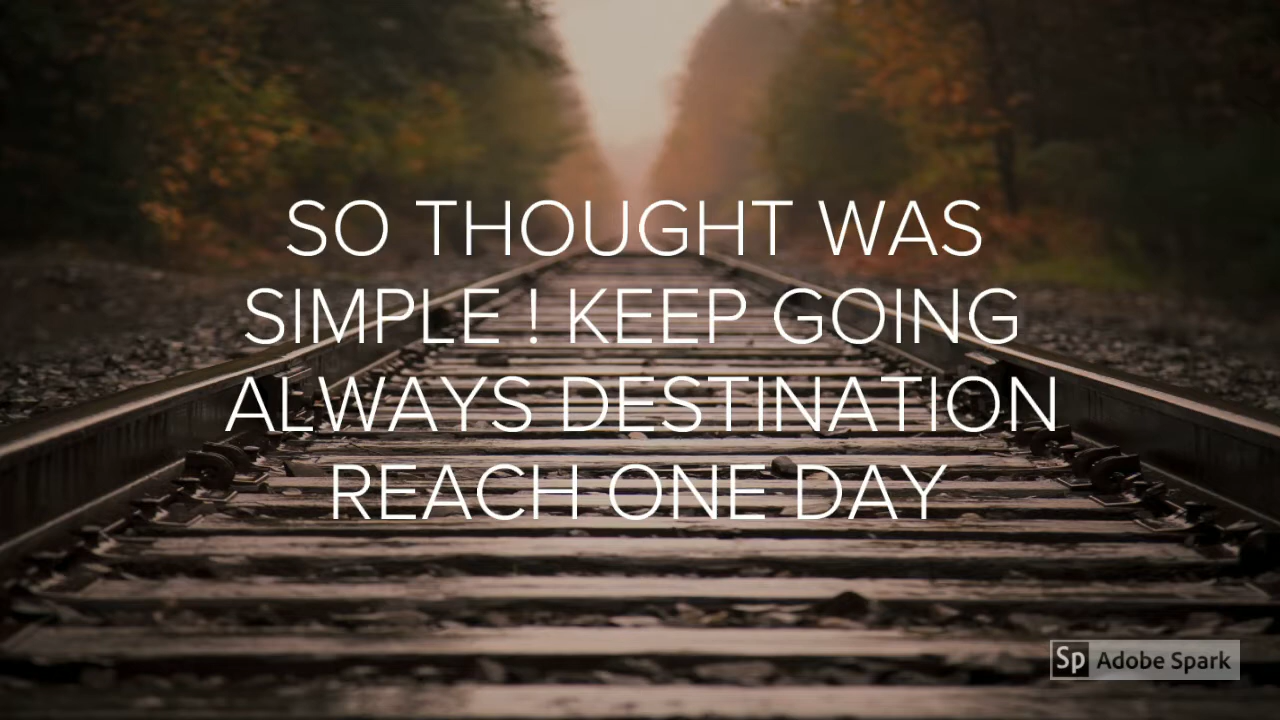 SO THOUGHT WAS
SIMPLE ! KEEP GOING
ALWAYS DESTINATION
REACH ONE DAY
Sp Adobe Spark